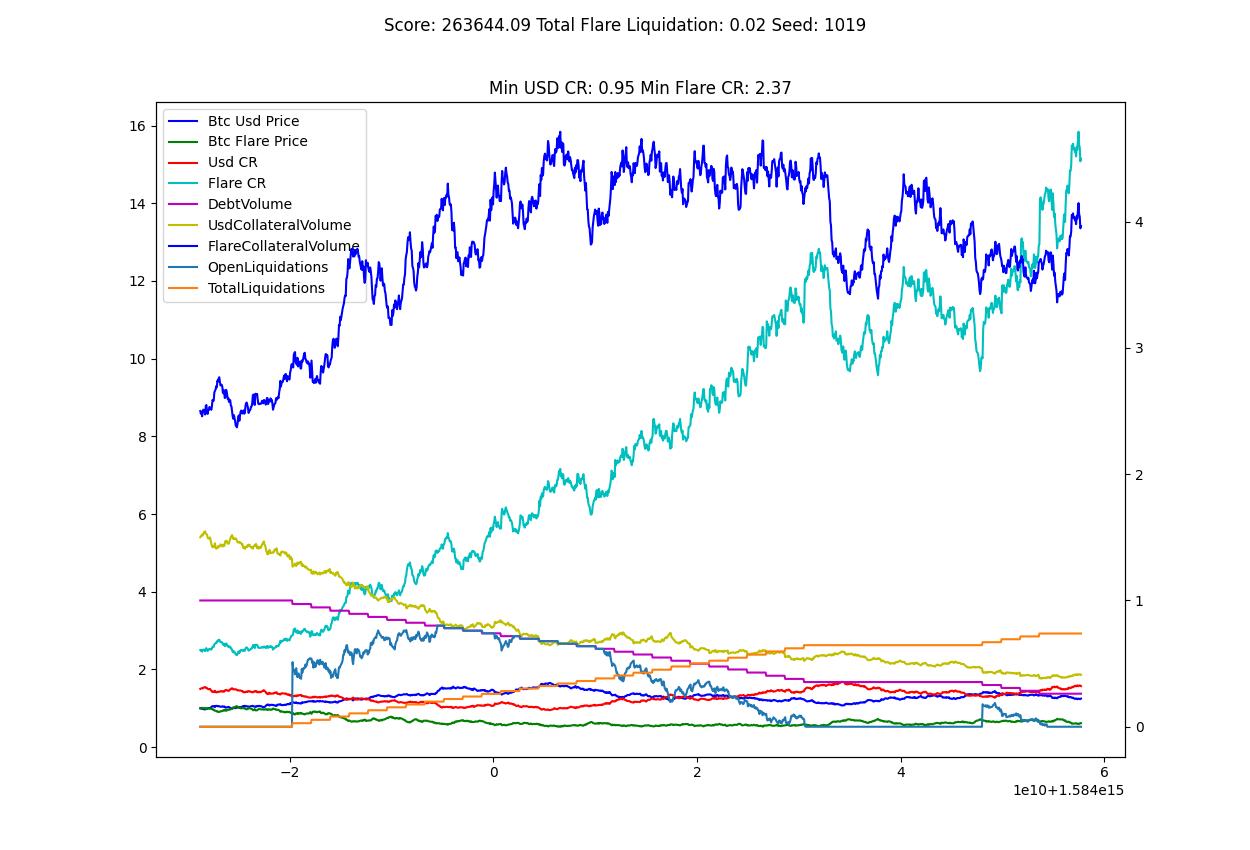 Score: 263644.09 Total Flare Liquidation: 0.02 Seed: 1019
Min USD CR: 0.95 Min Flare CR: 2.37
Btc Usd Price
Btc Flare Price
Usd CR
Flare CR
DebtVolume
UsdCollateralVolume
FlareCollateralVolume
OpenLiquidations
TotalLiquidations
16
14
12
10
8
6
4
2
0
4
3
2
1
0
−2
0
2
4
6
1e10+1.584e15